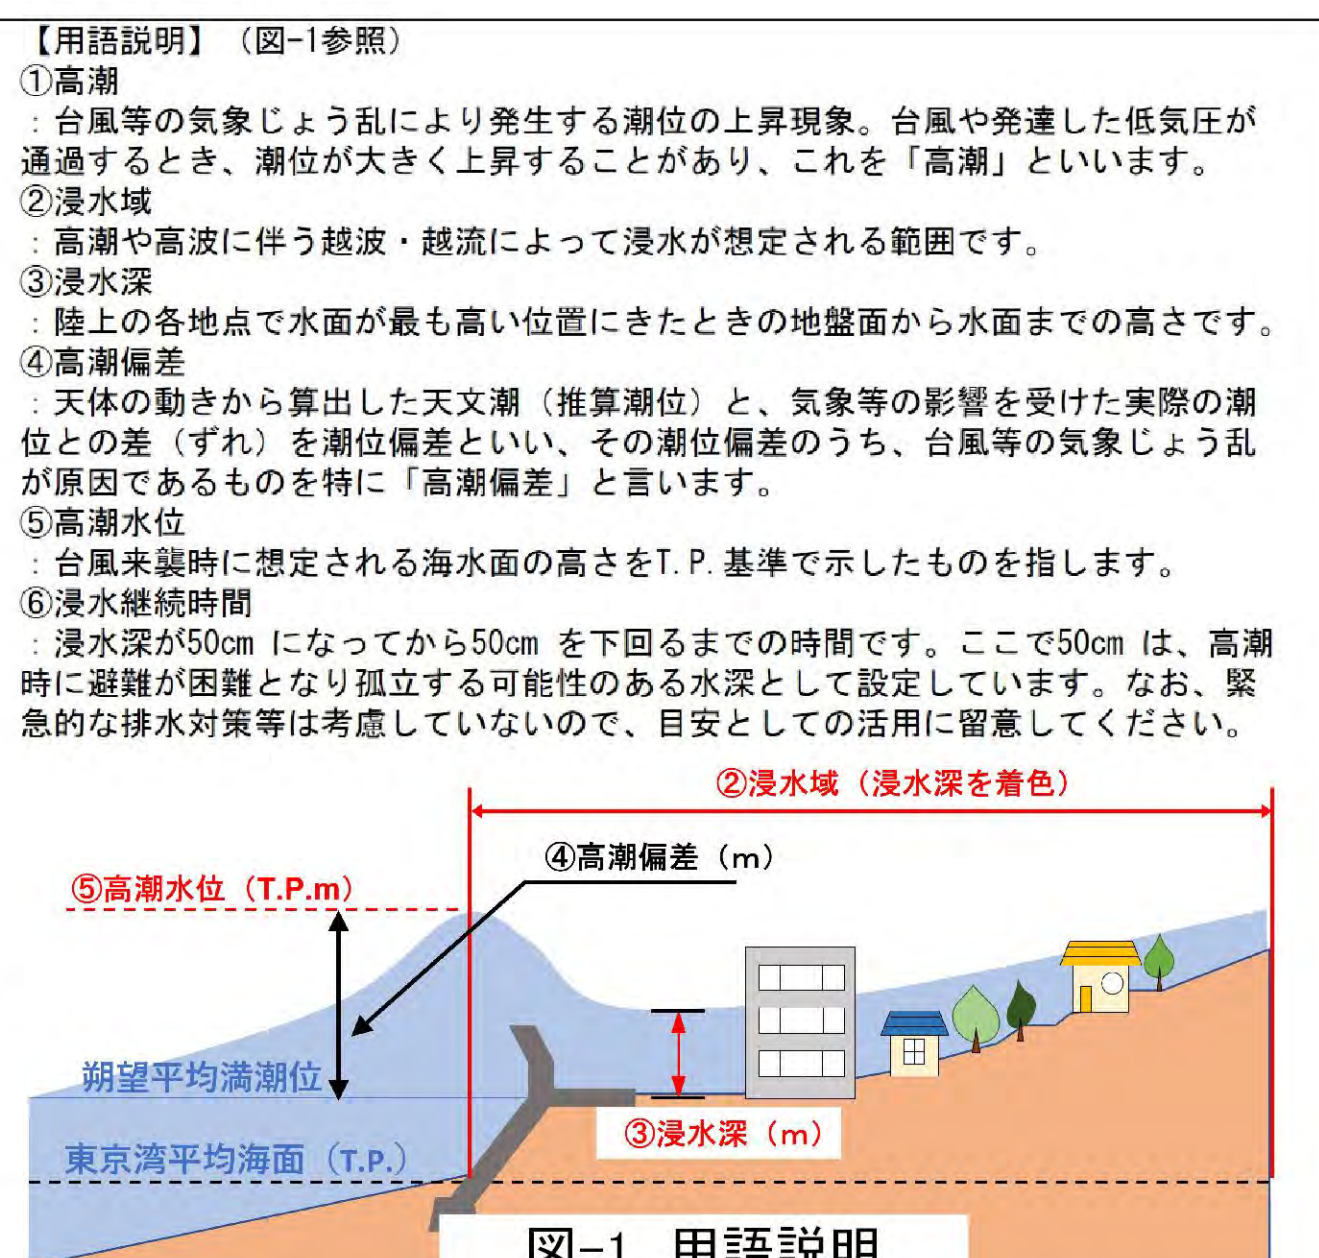 【用語説明】（図-1参照）
①高潮
：台風等の気象じょう乱により発生する潮位の上昇現象。台風や発達した低気圧が
通過するとき、潮位が大きく上昇することがあり、これを「高潮」といいます。
②浸水域
：高潮や高波に伴う越波・越流によって浸水が想定される範囲です。
③浸水深
：陸上の各地点で水面が最も高い位置にきたときの地盤面から水面までの高さです。
④高潮偏差
：天体の動きから算出した天文潮（推算潮位）と、気象等の影響を受けた実際の潮
位との差（ずれ）を潮位偏差といい、その潮位偏差のうち、台風等の気象じょう乱
が原因であるものを特に「高潮偏差」と言います。
⑤高潮水位
：台風来襲時に想定される海水面の高さをT.P.基準で示したものを指します。
⑥浸水継続時間
：浸水深が50cm になってから50cm を下回るまでの時間です。ここで50cm は、高潮
時に避難が困難となり孤立する可能性のある水深として設定しています。なお、緊
急的な排水対策等は考慮していないので、目安としての活用に留意してください。
②浸水域（浸水深を着色）
④高潮偏差（m）
⑤高潮水位（T.P.m）
朔望平均満潮位
③浸水深（m）
東京湾平均海面（T.P.）
図-1 用語説明